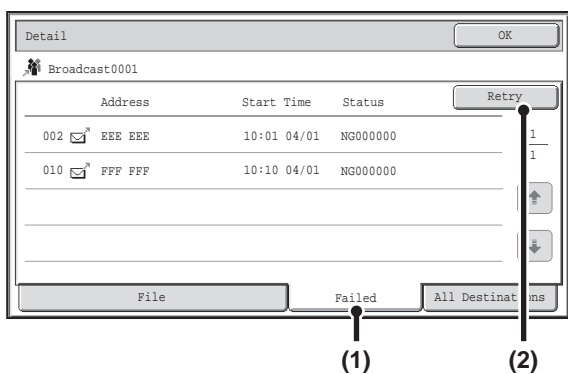 Detail OK
Broadcast0001
Address Start Time Status Retry
002 EEE EEE 10:01 04/01 NG000000 1
1
010 FFF FFF 10:10 04/01 NG000000
File Failed All Destinations
(1) (2)